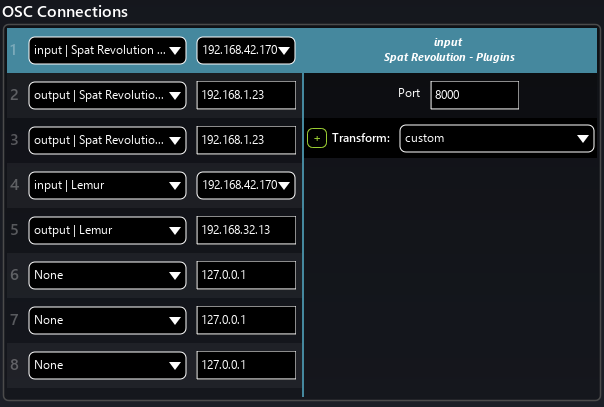 OSC Connections
1 input | Spat Revolution ... 192.168.42.170
2 output | Spat Revolutio... 192.168.1.23
3 output | Spat Revolutio... 192.168.1.23
4 input | Lemur 192.168.42.170
5 output | Lemur 192.168.32.13
6 None 127.0.0.1
7 None 127.0.0.1
8 None 127.0.0.1
input
Spat Revolution - Plugins
Port 8000
+ Transform: custom